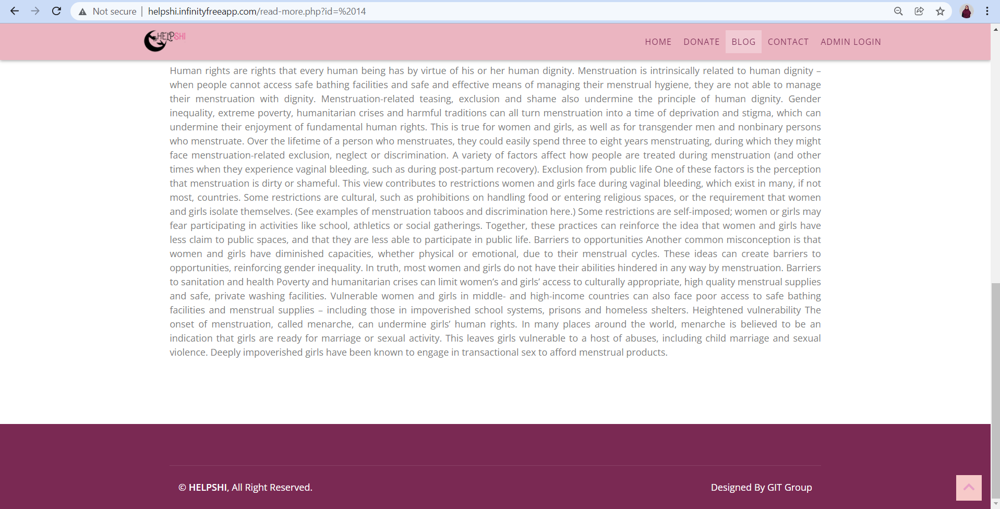 Not secure
helpshi.infinityfreeapp.com/read-more.php?id=%2014
HELPSHI
HOME
DONATE
BLOG
CONTACT
ADMIN LOGIN
Human rights are rights that every human being has by virtue of his or her human dignity. Menstruation is intrinsically related to human dignity –
when people cannot access safe bathing facilities and safe and effective means of managing their menstrual hygiene, they are not able to manage
their menstruation with dignity. Menstruation-related teasing, exclusion and shame also undermine the principle of human dignity. Gender
inequality, extreme poverty, humanitarian crises and harmful traditions can all turn menstruation into a time of deprivation and stigma, which can
undermine their enjoyment of fundamental human rights. This is true for women and girls, as well as for transgender men and nonbinary persons
who menstruate. Over the lifetime of a person who menstruates, they could easily spend three to eight years menstruating, during which they might
face menstruation-related exclusion, neglect or discrimination. A variety of factors affect how people are treated during menstruation (and other
times when they experience vaginal bleeding, such as during post-partum recovery). Exclusion from public life One of these factors is the perception
that menstruation is dirty or shameful. This view contributes to restrictions women and girls face during vaginal bleeding, which exist in many, if not
most, countries. Some restrictions are cultural, such as prohibitions on handling food or entering religious spaces, or the requirement that women
and girls isolate themselves. (See examples of menstruation taboos and discrimination here.) Some restrictions are self-imposed; women or girls may
fear participating in activities like school, athletics or social gatherings. Together, these practices can reinforce the idea that women and girls have
less claim to public spaces, and that they are less able to participate in public life. Barriers to opportunities Another common misconception is that
women and girls have diminished capacities, whether physical or emotional, due to their menstrual cycles. These ideas can create barriers to
opportunities, reinforcing gender inequality. In truth, most women and girls do not have their abilities hindered in any way by menstruation. Barriers
to sanitation and health Poverty and humanitarian crises can limit women’s and girls’ access to culturally appropriate, high quality menstrual supplies
and safe, private washing facilities. Vulnerable women and girls in middle- and high-income countries can also face poor access to safe bathing
facilities and menstrual supplies – including those in impoverished school systems, prisons and homeless shelters. Heightened vulnerability The
onset of menstruation, called menarche, can undermine girls’ human rights. In many places around the world, menarche is believed to be an
indication that girls are ready for marriage or sexual activity. This leaves girls vulnerable to a host of abuses, including child marriage and sexual
violence. Deeply impoverished girls have been known to engage in transactional sex to afford menstrual products.
© HELPSHI, All Right Reserved.
Designed By GIT Group